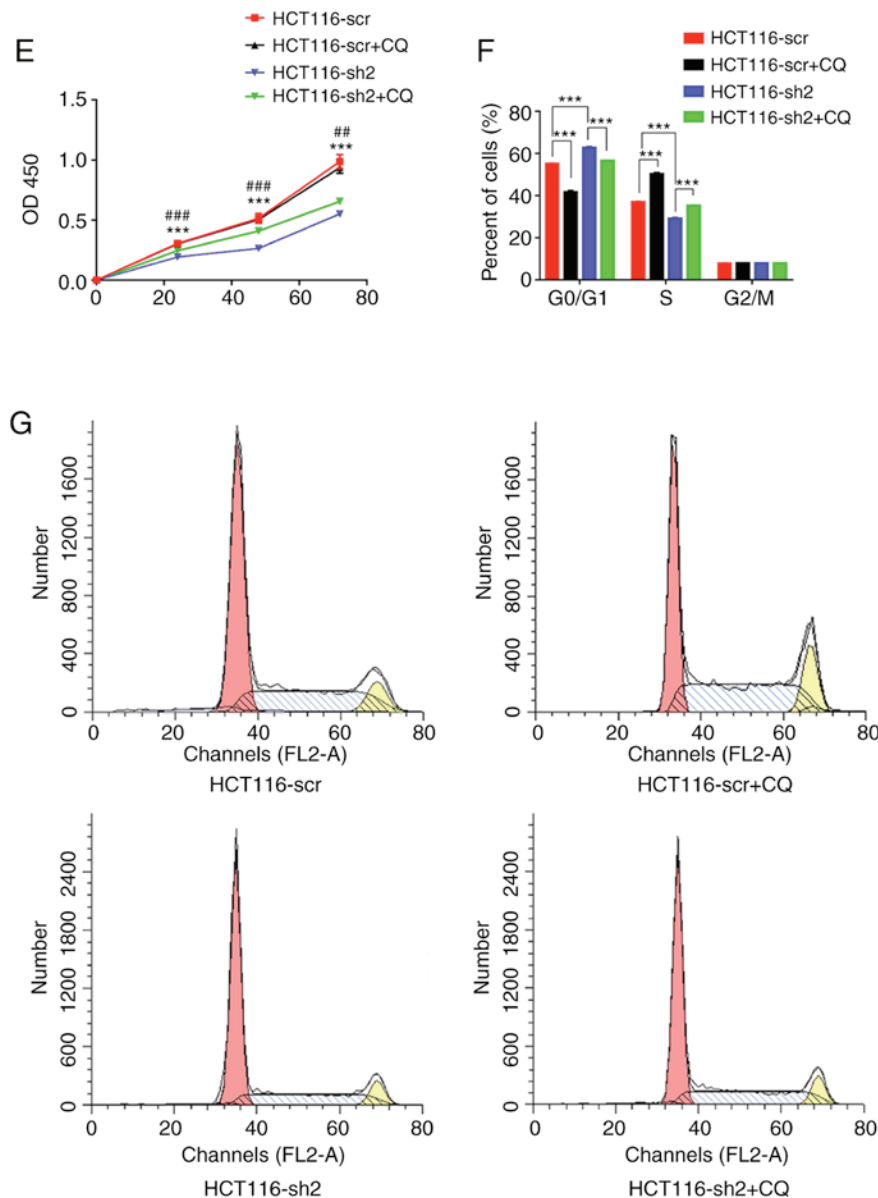 E
HCT116-scr
HCT116-scr+CQ
HCT116-sh2
HCT116-sh2+CQ
1.5
1.0
0.5
0.0
OD 450
###
***
###
***
##
***
0 20 40 60 80
F
HCT116-scr
HCT116-scr+CQ
HCT116-sh2
HCT116-sh2+CQ
80
60
40
20
0
Percent of cells (%)
***
***
***
***
***
***
G0/G1 S G2/M
G
Number
1600
1200
800
400
0
0 20 40 60 80
Channels (FL2-A)
HCT116-scr
Number
1600
1200
800
400
0
0 20 40 60 80
Channels (FL2-A)
HCT116-scr+CQ
Number
2400
1800
1200
600
0
0 20 40 60 80
Channels (FL2-A)
HCT116-sh2
Number
2400
1800
1200
600
0
0 20 40 60 80
Channels (FL2-A)
HCT116-sh2+CQ